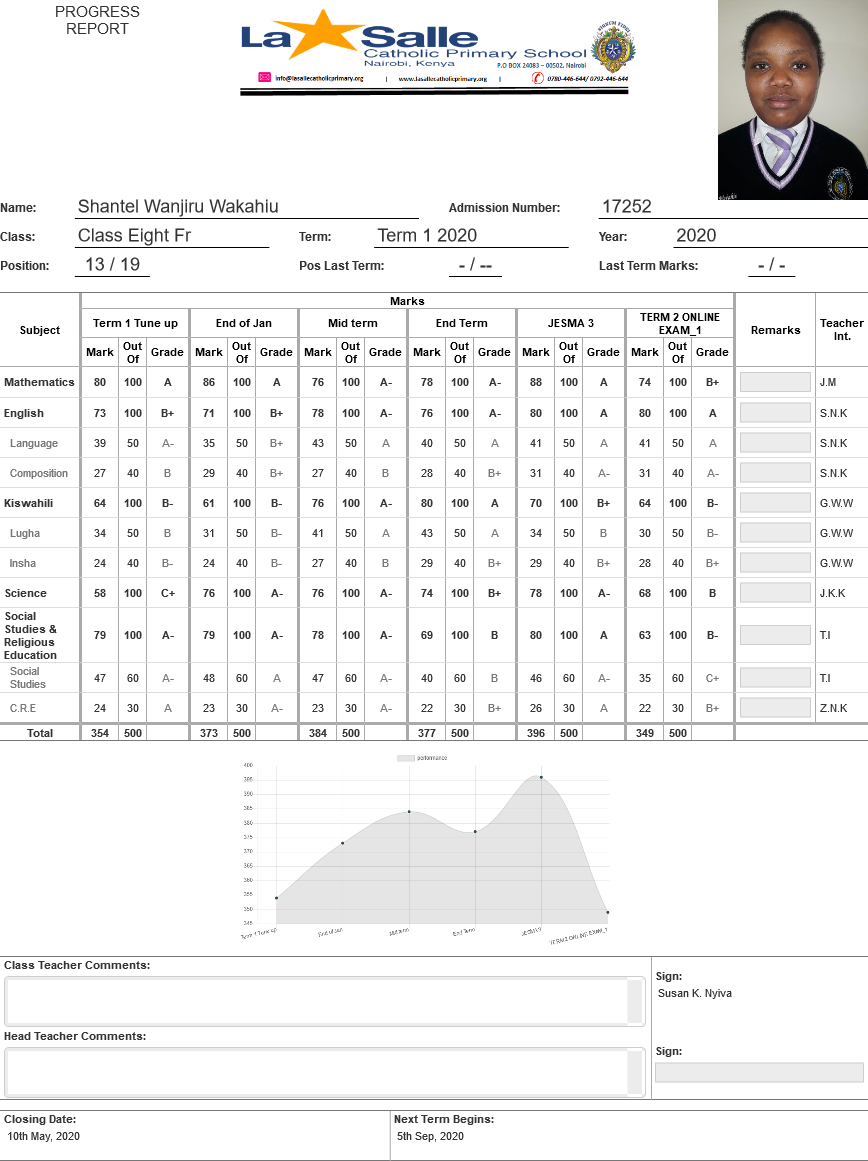 PROGRESS
REPORT
La Salle
Catholic Primary School
Nairobi, Kenya
P.O BOX 24083 – 00502, Nairobi
info@lasallecatholicprimary.org | www.lasallecatholicprimary.org | 0780-446-644/ 0792-446-644
Name: Shantel Wanjiru Wakahiu Admission Number: 17252
Class: Class Eight Fr Term: Term 1 2020 Year: 2020
Position: 13 / 19 Pos Last Term: - / -- Last Term Marks: - / -
Marks
Subject Term 1 Tune up End of Jan Mid term End Term JESMA 3 TERM 2 ONLINE EXAM_1 Remarks Teacher Int.
Mark Out Of Grade Mark Out Of Grade Mark Out Of Grade Mark Out Of Grade Mark Out Of Grade Mark Out Of Grade
Mathematics 80 100 A 86 100 A 76 100 A- 78 100 A- 88 100 A 74 100 B+ J.M
English 73 100 B+ 71 100 B+ 78 100 A- 76 100 A- 80 100 A 80 100 A S.N.K
Language 39 50 A- 35 50 B+ 43 50 A 40 50 A 41 50 A 41 50 A S.N.K
Composition 27 40 B 29 40 B+ 27 40 B 28 40 B+ 31 40 A- 31 40 A- S.N.K
Kiswahili 64 100 B- 61 100 B- 76 100 A- 80 100 A 70 100 B+ 64 100 B- G.W.W
Lugha 34 50 B 31 50 B- 41 50 A 43 50 A 34 50 B 30 50 B- G.W.W
Insha 24 40 B- 24 40 B- 27 40 B 29 40 B+ 29 40 B+ 28 40 B+ G.W.W
Science 58 100 C+ 76 100 A- 76 100 A- 74 100 B+ 78 100 A- 68 100 B J.K.K
Social Studies & Religious Education 79 100 A- 79 100 A- 78 100 A- 69 100 B 80 100 A 63 100 B- T.I
Social Studies 47 60 A- 48 60 A 47 60 A- 40 60 B 46 60 A- 35 60 C+ T.I
C.R.E 24 30 A 23 30 A- 23 30 A- 22 30 B+ 26 30 A 22 30 B+ Z.N.K
Total 354 500 373 500 384 500 377 500 396 500 349 500
performance
400
395
390
385
380
375
370
365
360
355
350
345
Term 1 Tune up End of Jan Mid term End Term JESMA 3 TERM 2 ONLINE EXAM_1
Class Teacher Comments:
Sign:
Susan K. Nyiva
Head Teacher Comments:
Sign:
Closing Date: Next Term Begins:
10th May, 2020 5th Sep, 2020